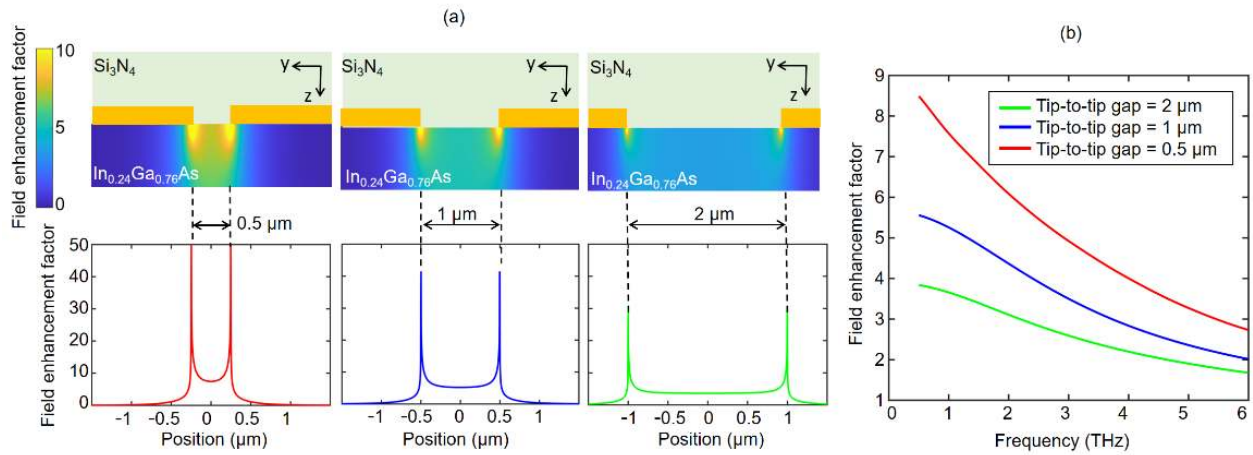 (a)
Field enhancement factor
10
5
0
Si3N4
y
z
In0.24Ga0.76As
Si3N4
y
z
In0.24Ga0.76As
Si3N4
y
z
In0.24Ga0.76As
0.5 µm
1 µm
2 µm
Field enhancement factor
50
40
30
20
10
0
-1 -0.5 0 0.5 1
Position (µm)
-1 -0.5 0 0.5 1
Position (µm)
-1 -0.5 0 0.5 1
Position (µm)
(b)
Field enhancement factor
9
8
7
6
5
4
3
2
1
Tip-to-tip gap = 2 µm
Tip-to-tip gap = 1 µm
Tip-to-tip gap = 0.5 µm
0 1 2 3 4 5 6
Frequency (THz)